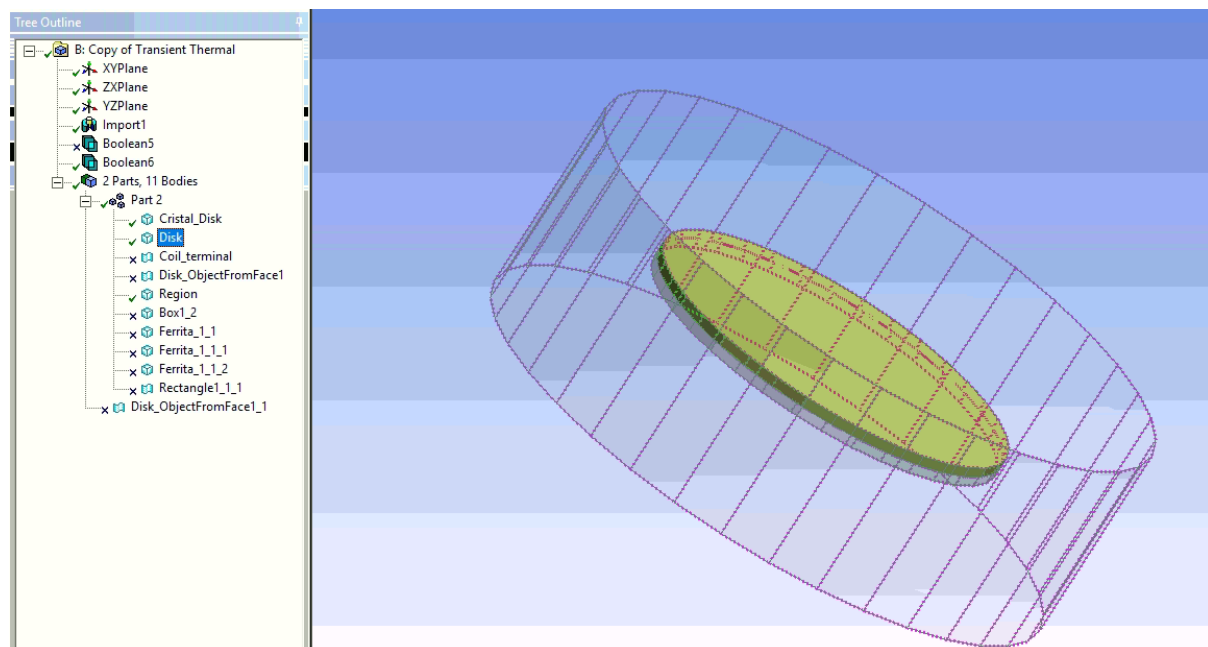 Tree Outline
B: Copy of Transient Thermal
XYPlane
ZXPlane
YZPlane
Import1
Boolean5
Boolean6
2 Parts, 11 Bodies
Part 2
Cristal_Disk
Disk
Coil_terminal
Disk_ObjectFromFace1
Region
Box1_2
Ferrita_1_1
Ferrita_1_1_1
Ferrita_1_1_2
Rectangle1_1_1
Disk_ObjectFromFace1_1